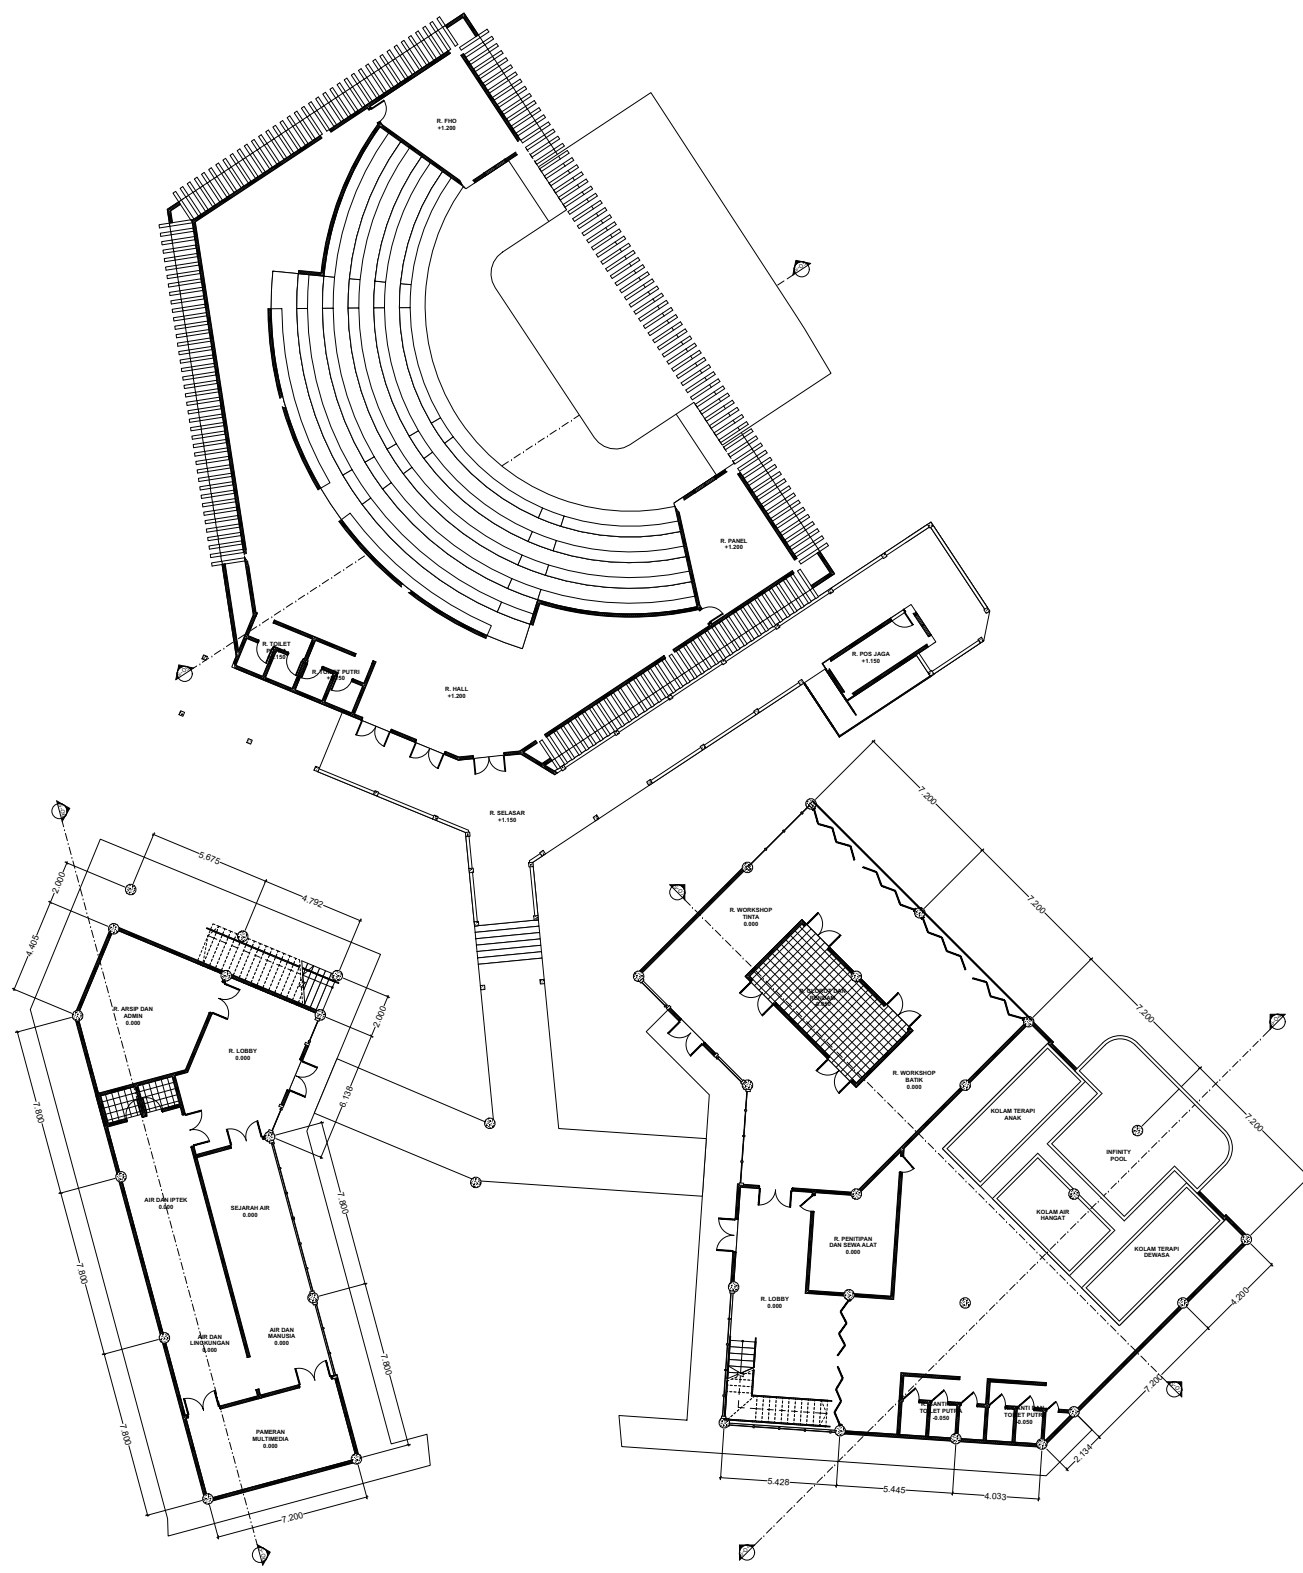 R. FHO
+1.200
R. PANEL
+1.200
R. TOILET
R. TOILET PUTRI
R. HALL
+1.200
R. POS JAGA
+1.150
R. SELASAR
+1.150
5.675
4.792
2.000
4.405
R. ARSIP DAN
ADMIN
0.000
R. LOBBY
0.000
2.000
6.138
7.800
AIR DAN IPTEK
0.000
SEJARAH AIR
0.000
7.800
7.800
AIR DAN
LINGKUNGAN
0.000
AIR DAN
MANUSIA
0.000
7.800
7.800
PAMERAN
MULTIMEDIA
0.000
7.200
7.200
7.200
7.200
7.200
R. WORKSHOP
TINTA
0.000
R. WORKSHOP
BATIK
0.000
KOLAM TERAPI
ANAK
INFINITY
POOL
KOLAM AIR
HANGAT
KOLAM TERAPI
DEWASA
R. PENITIPAN
DAN SEWA ALAT
0.000
R. LOBBY
0.000
4.200
7.200
TOILET PUTRA
-0.050
TOILET PUTRI
-0.050
2.134
5.428
5.445
4.033